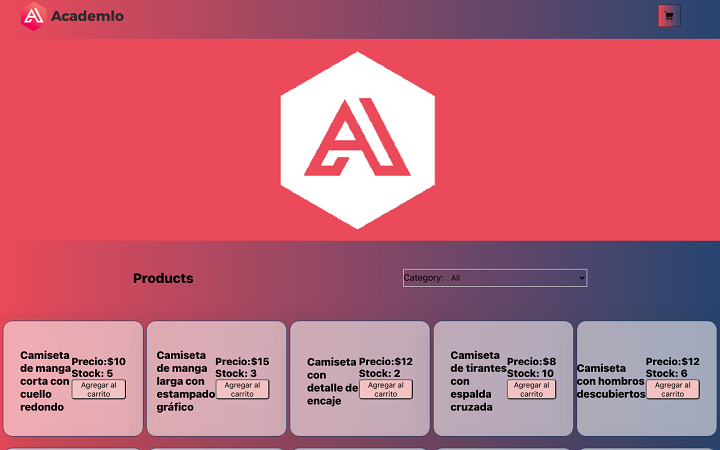 Academlo
Products
Category: All
Camiseta
de manga
corta con
cuello
redondo
Precio:$10
Stock: 5
Agregar al
carrito
Camiseta
de manga
larga con
estampado
gráfico
Precio:$15
Stock: 3
Agregar al
carrito
Camiseta
con
detalle de
encaje
Precio:$12
Stock: 2
Agregar al
carrito
Camiseta
de tirantes
con
espalda
cruzada
Precio:$8
Stock: 10
Agregar al
carrito
Camiseta
con hombros
descubiertos
Precio:$12
Stock: 6
Agregar al
carrito